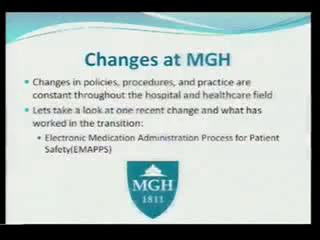 Changes at MGH
Changes in policies, procedures, and practice are
constant throughout the hospital and healthcare field
Lets take a look at one recent change and what has
worked in the transition:
Electronic Medication Administration Process for Patient
Safety(EMAPPS)
MGH
1811